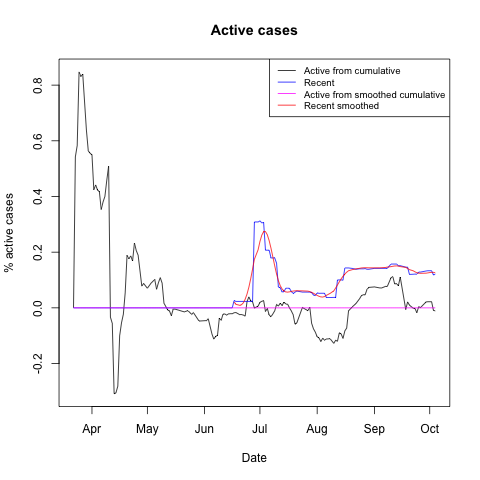 Active cases
Active from cumulative
Recent
Active from smoothed cumulative
Recent smoothed
% active cases
0.8
0.6
0.4
0.2
0.0
-0.2
Apr May Jun Jul Aug Sep Oct
Date